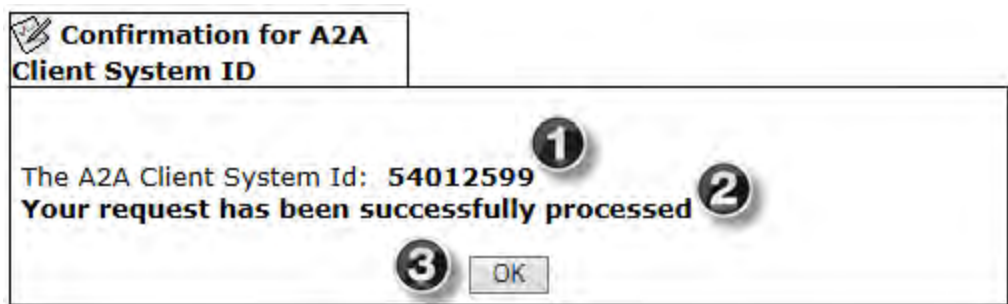 Confirmation for A2A
Client System ID
1
The A2A Client System Id: 54012599
Your request has been successfully processed 2
3 OK